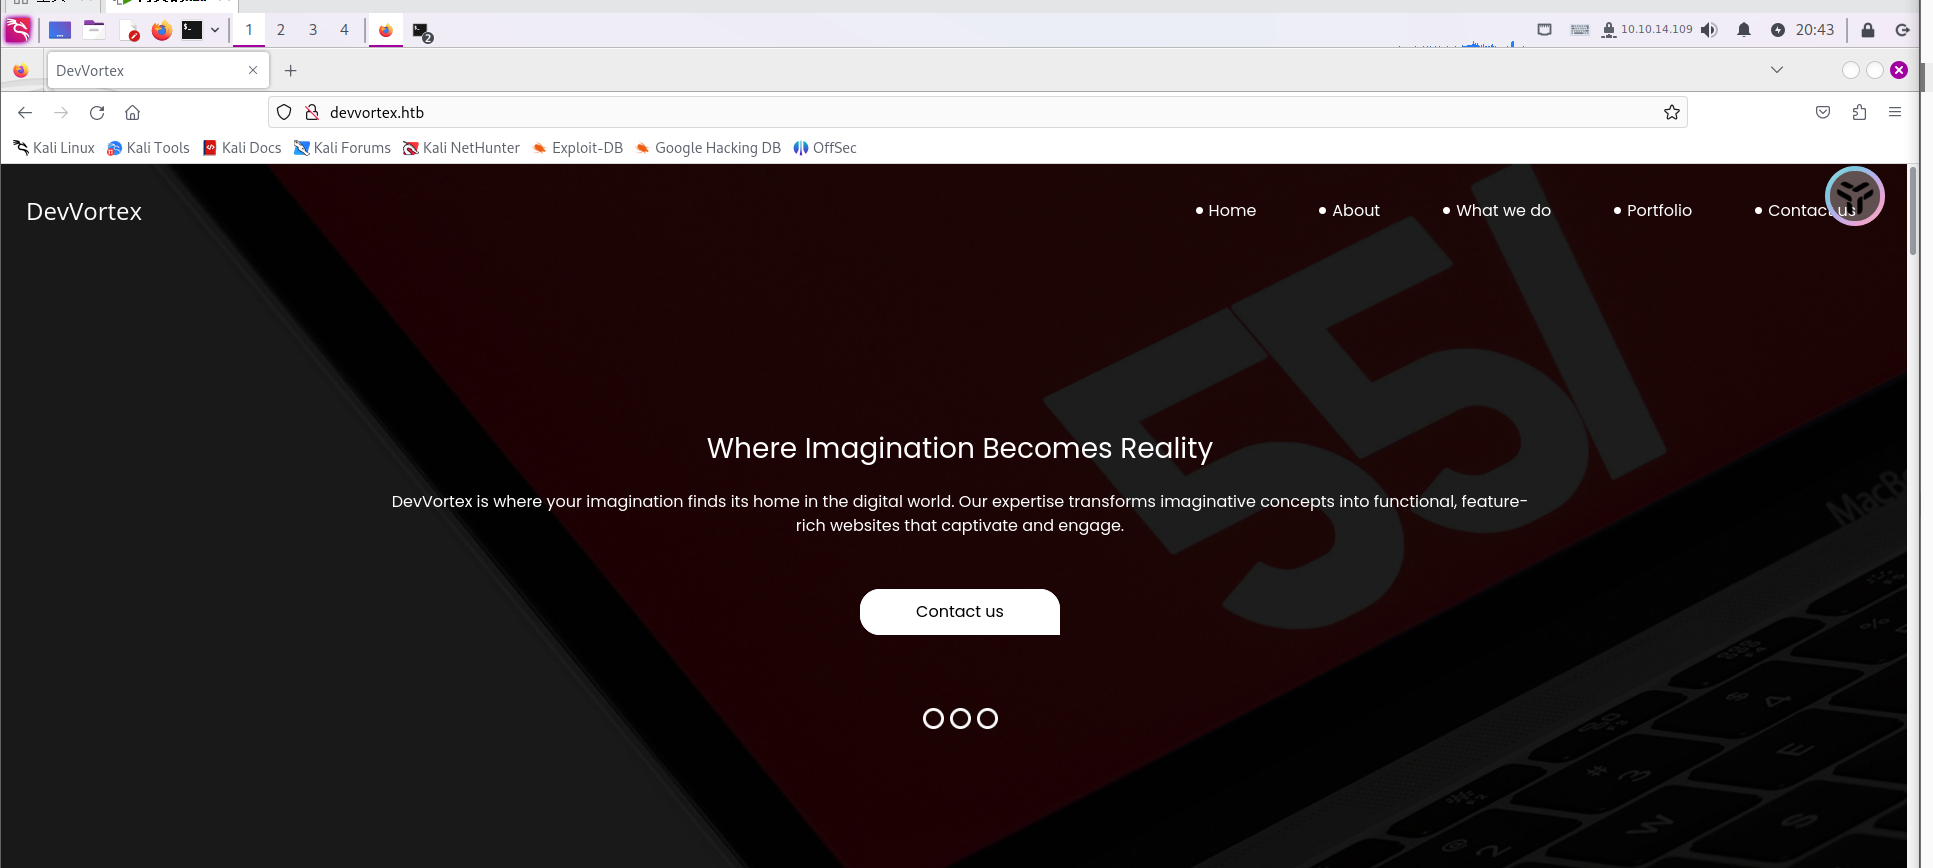 1 2 3 4 2 10.10.14.109 20:43
DevVortex
devvortex.htb
Kali Linux Kali Tools Kali Docs Kali Forums Kali NetHunter Exploit-DB Google Hacking DB OffSec
DevVortex Home About What we do Portfolio Contact us
55/
Where Imagination Becomes Reality
DevVortex is where your imagination finds its home in the digital world. Our expertise transforms imaginative concepts into functional, feature-
rich websites that captivate and engage.
Contact us